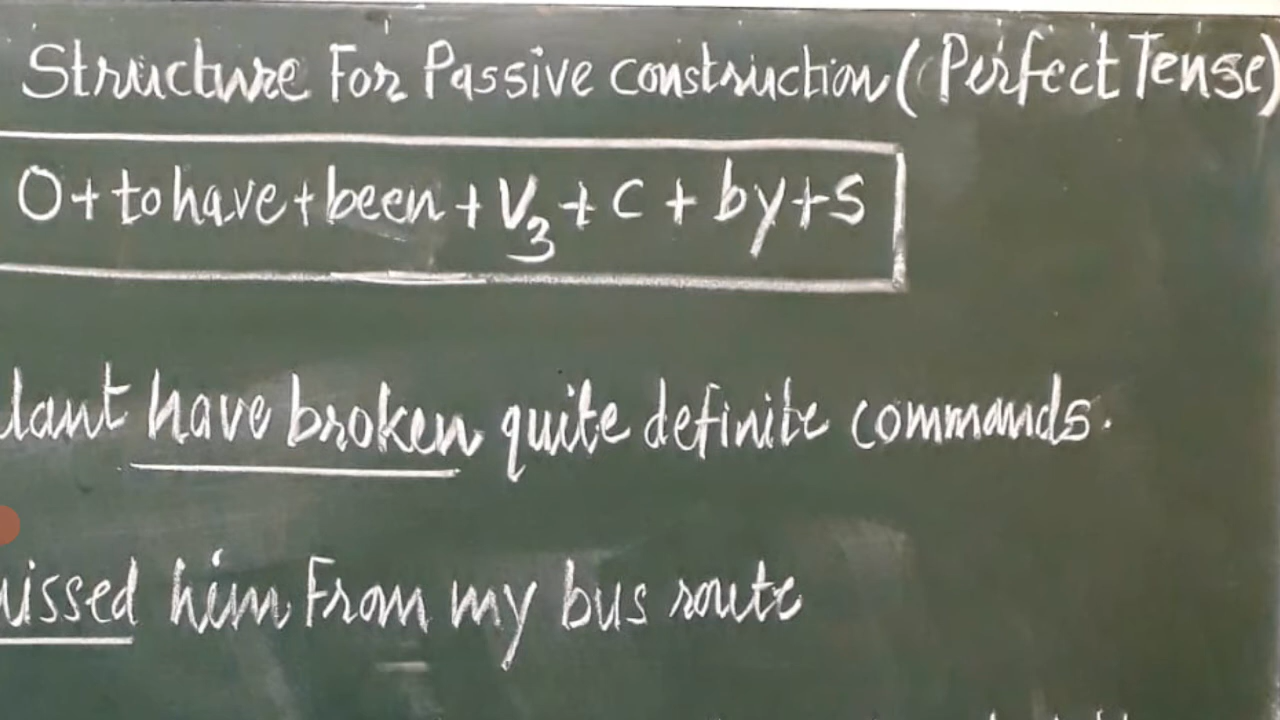 Structure For Passive construction (Perfect Tense)
O + to have + been + V3 + C + by + S
have broken quite definite commands.
him From my bus route